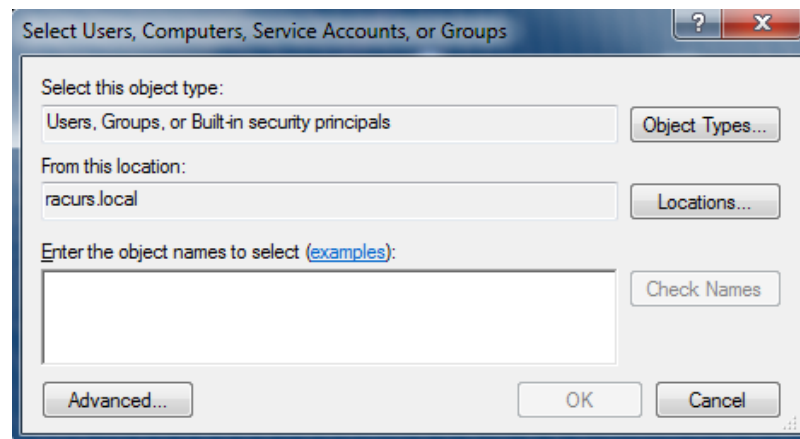 Select Users, Computers, Service Accounts, or Groups
?
X
Select this object type:
Users, Groups, or Built-in security principals
Object Types...
From this location:
racurs.local
Locations...
Enter the object names to select (examples):
Check Names
Advanced...
OK
Cancel